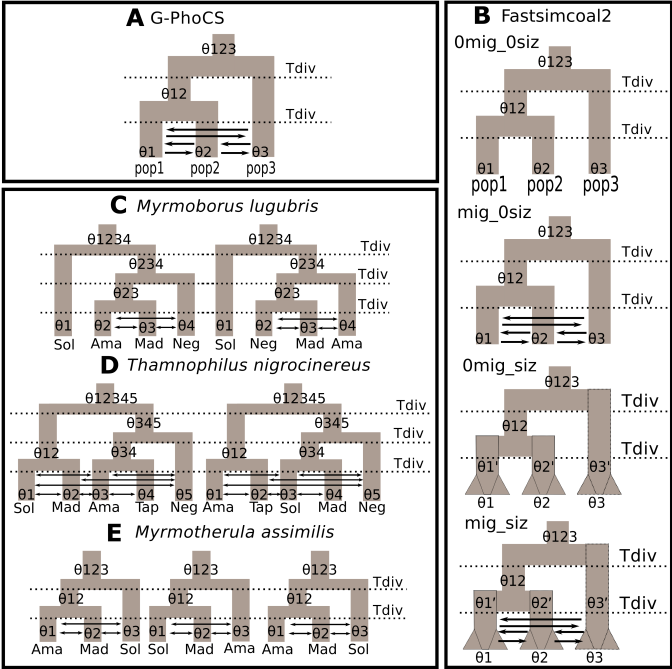 A G-PhoCS
θ123
Tdiv
θ12
Tdiv
θ1 θ2 θ3
pop1 pop2 pop3
B Fastsimcoal2
0mig_0siz
θ123
Tdiv
θ12
Tdiv
θ1 θ2 θ3
pop1 pop2 pop3
mig_0siz
θ123
Tdiv
θ12
Tdiv
θ1 θ2 θ3
0mig_siz
θ123
Tdiv
θ12
Tdiv
θ1' θ2' θ3'
θ1 θ2 θ3
mig_siz
θ123
Tdiv
θ12
θ1' θ2' θ3'
Tdiv
θ1 θ2 θ3
C Myrmoborus lugubris
θ1234 θ1234
Tdiv
θ234 θ234
Tdiv
θ23 θ23
Tdiv
θ1 θ2 θ3 θ4 θ1 θ2 θ3 θ4
Sol Ama Mad Neg Sol Neg Mad Ama
D Thamnophilus nigrocinereus
θ12345 θ12345
Tdiv
θ345 θ345
Tdiv
θ12 θ34 θ12 θ34
Tdiv
θ1 θ2 θ3 θ4 θ5 θ1 θ2 θ3 θ4 θ5
Sol Mad Ama Tap Neg Ama Tap Sol Mad Neg
E Myrmotherula assimilis
θ123 θ123 θ123
Tdiv
θ12 θ12 θ12
Tdiv
θ1 θ2 θ3 θ1 θ2 θ3 θ1 θ2 θ3
Ama Mad Sol Sol Mad Ama Ama Mad Sol